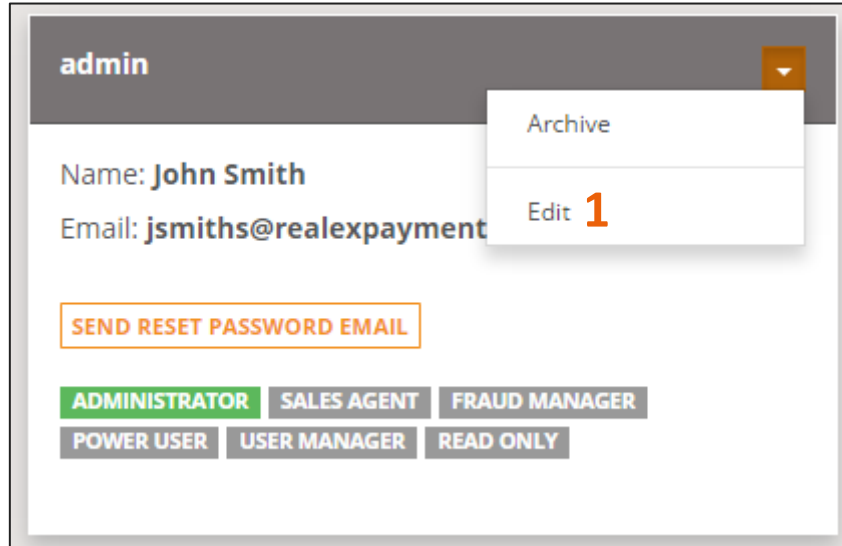 admin
Archive
Name: John Smith
Edit 1
Email: jsmiths@realexpayment
SEND RESET PASSWORD EMAIL
ADMINISTRATOR SALES AGENT FRAUD MANAGER
POWER USER USER MANAGER READ ONLY